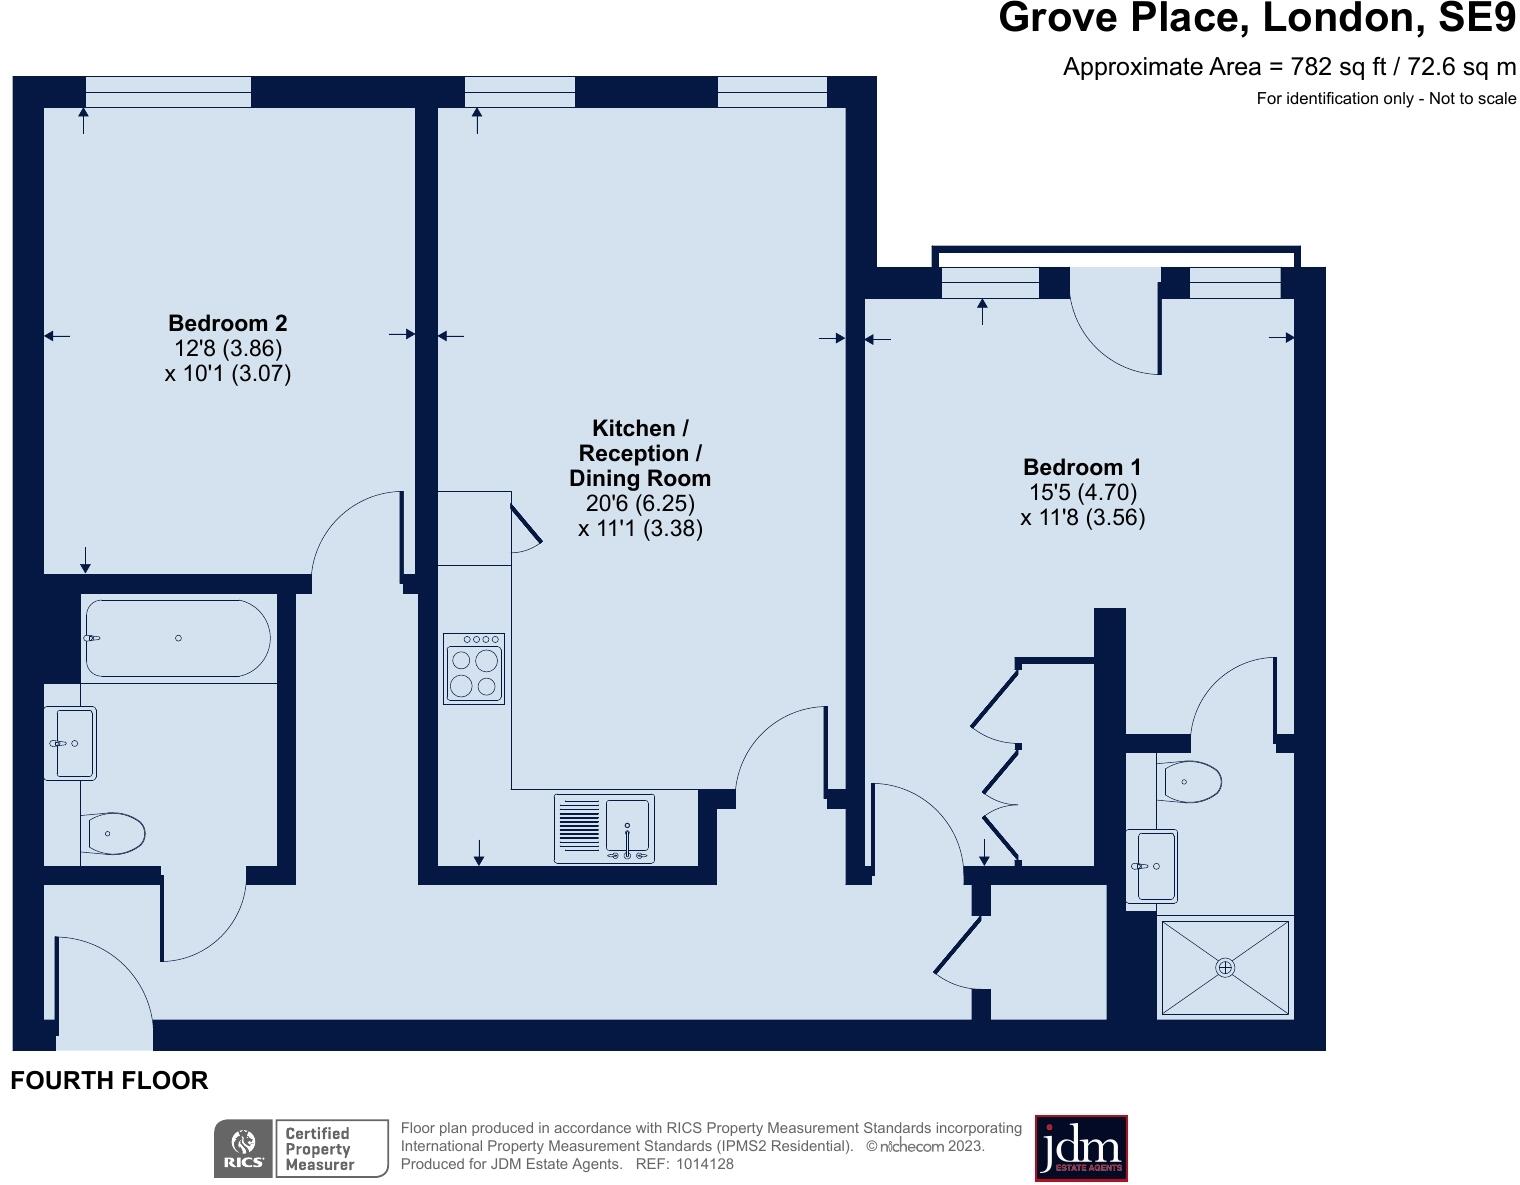 Grove Place, London, SE9
Approximate Area = 782 sq ft / 72.6 sq m
For identification only - Not to scale
Bedroom 2
12'8 (3.86)
x 10'1 (3.07)
Kitchen /
Reception /
Dining Room
20'6 (6.25)
x 11'1 (3.38)
Bedroom 1
15'5 (4.70)
x 11'8 (3.56)
FOURTH FLOOR
RICS
Certified
Property
Measurer
Floor plan produced in accordance with RICS Property Measurement Standards incorporating
International Property Measurement Standards (IPMS2 Residential). © nichecom 2023.
Produced for JDM Estate Agents. REF: 1014128
jdm
ESTATE AGENTS